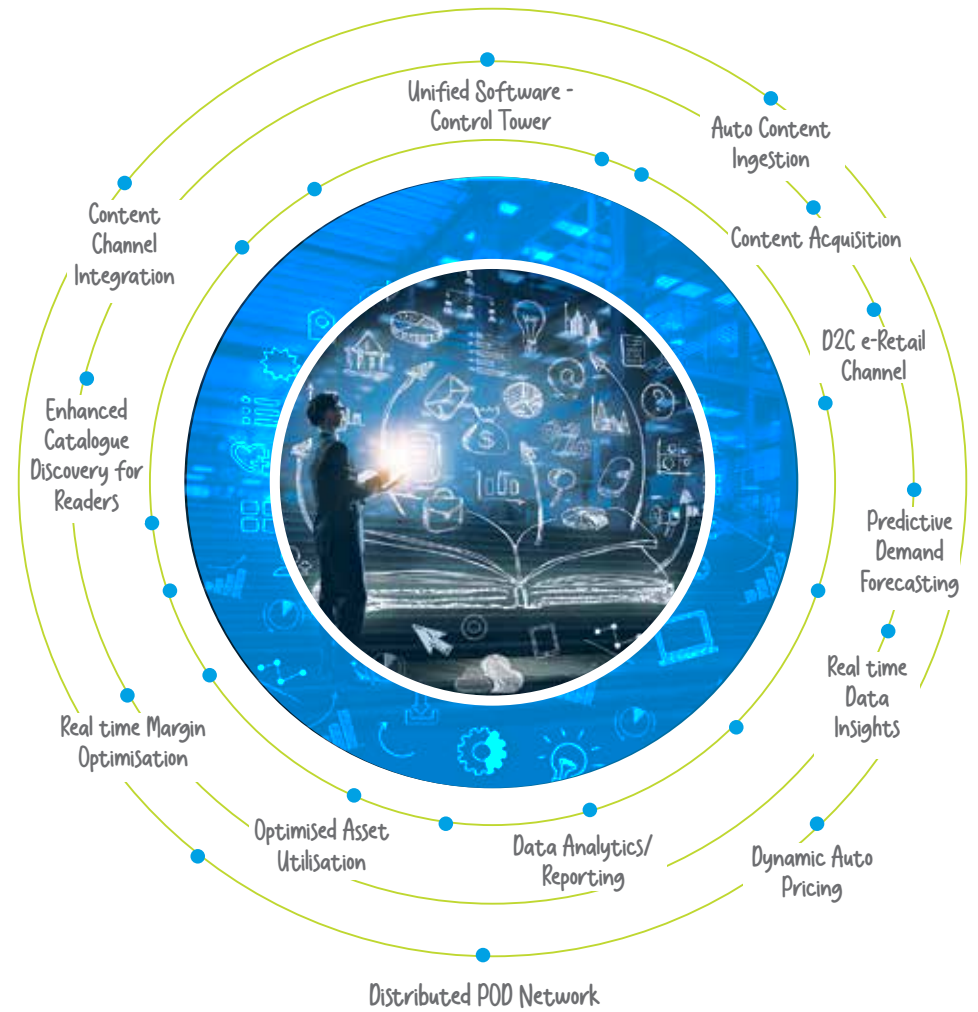 Unified Software -
Control Tower
Auto Content
Ingestion
Content Acquisition
D2C e-Retail
Channel
Predictive
Demand
Forecasting
Real time
Data
Insights
Dynamic Auto
Pricing
Data Analytics/
Reporting
Distributed POD Network
Optimised Asset
Utilisation
Real time Margin
Optimisation
Enhanced
Catalogue
Discovery for
Readers
Content
Channel
Integration